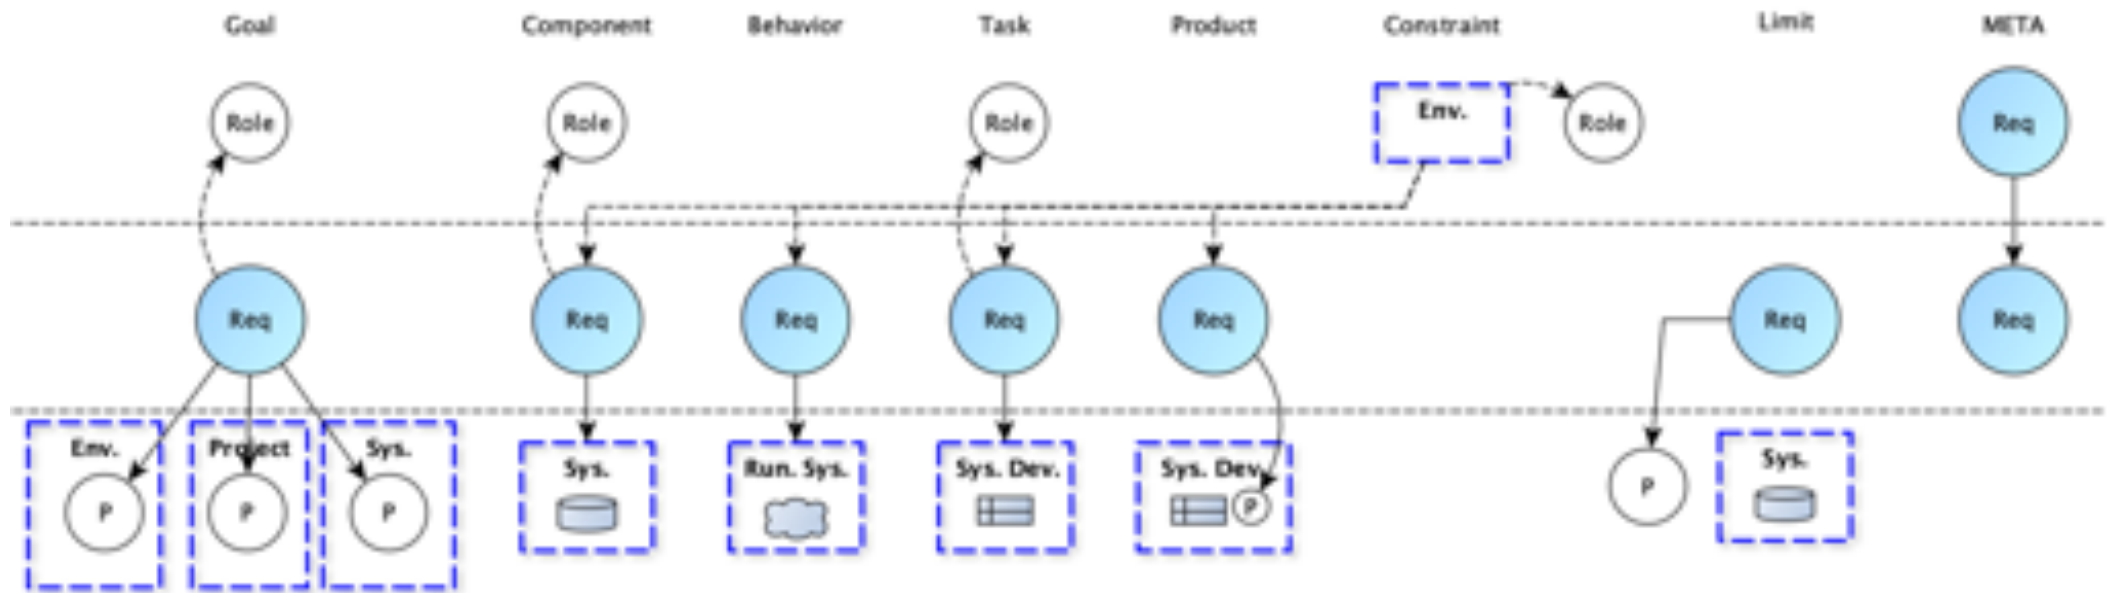 Goal Component Behavior Task Product Constraint Limit META
Role Role Role Env. Role Req
Req Req Req Req Req Req Req
Env. Project Sys. Sys. Run. Sys. Sys. Dev. Sys. Dev. Sys.
P P P P P